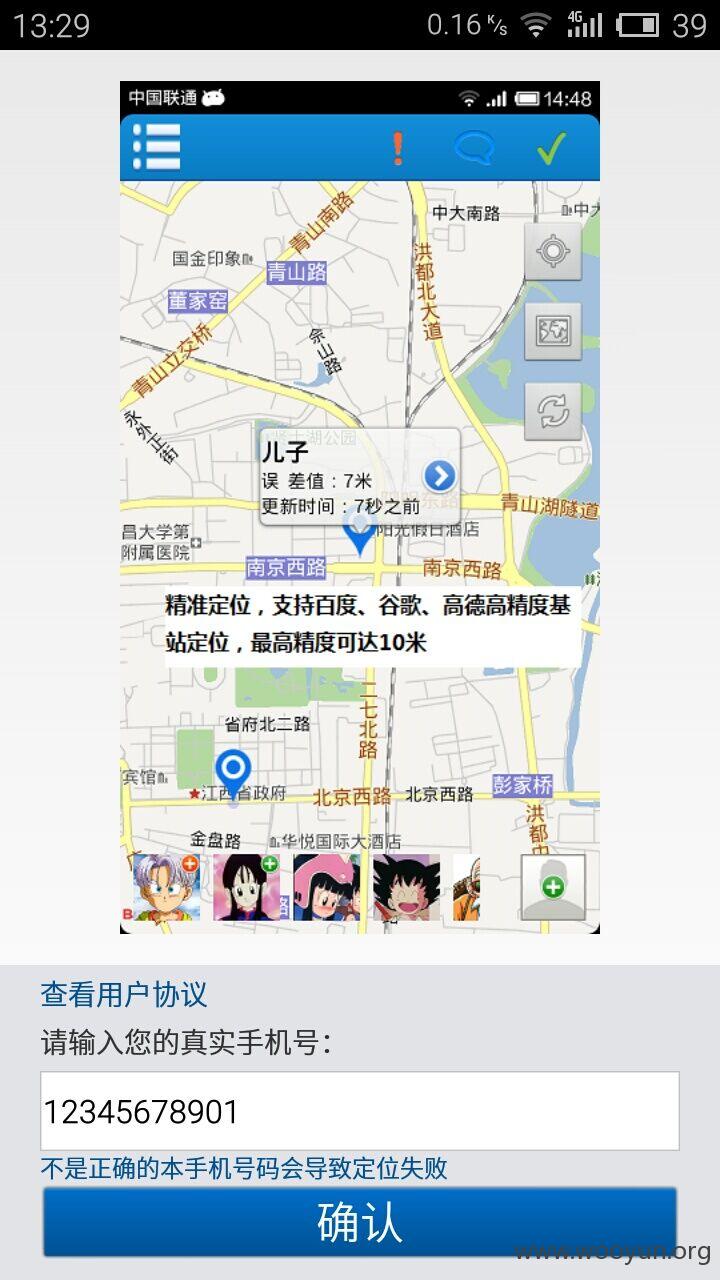 13:29
0.16 K/s 4G 39
中国联通
14:48
中大南路
中大
青山南路
国金印象
青山路
洪都北大道
董家窑
佘山路
青山立交桥
永外正街
贤士湖公园
儿子
误 差值：7米
更新时间：7秒之前
青山湖隧道
昌大学第
附属医院
阳光假日酒店
南京西路
南京西路
精准定位，支持百度、谷歌、高德高精度基
站定位，最高精度可达10米
二七北路
省府北二路
宾馆
江西省政府
北京西路
北京西路
彭家桥
洪都中
金盘路
华悦国际大酒店
查看用户协议
请输入您的真实手机号：
12345678901
不是正确的本手机号码会导致定位失败
确认
www.wooyun.org